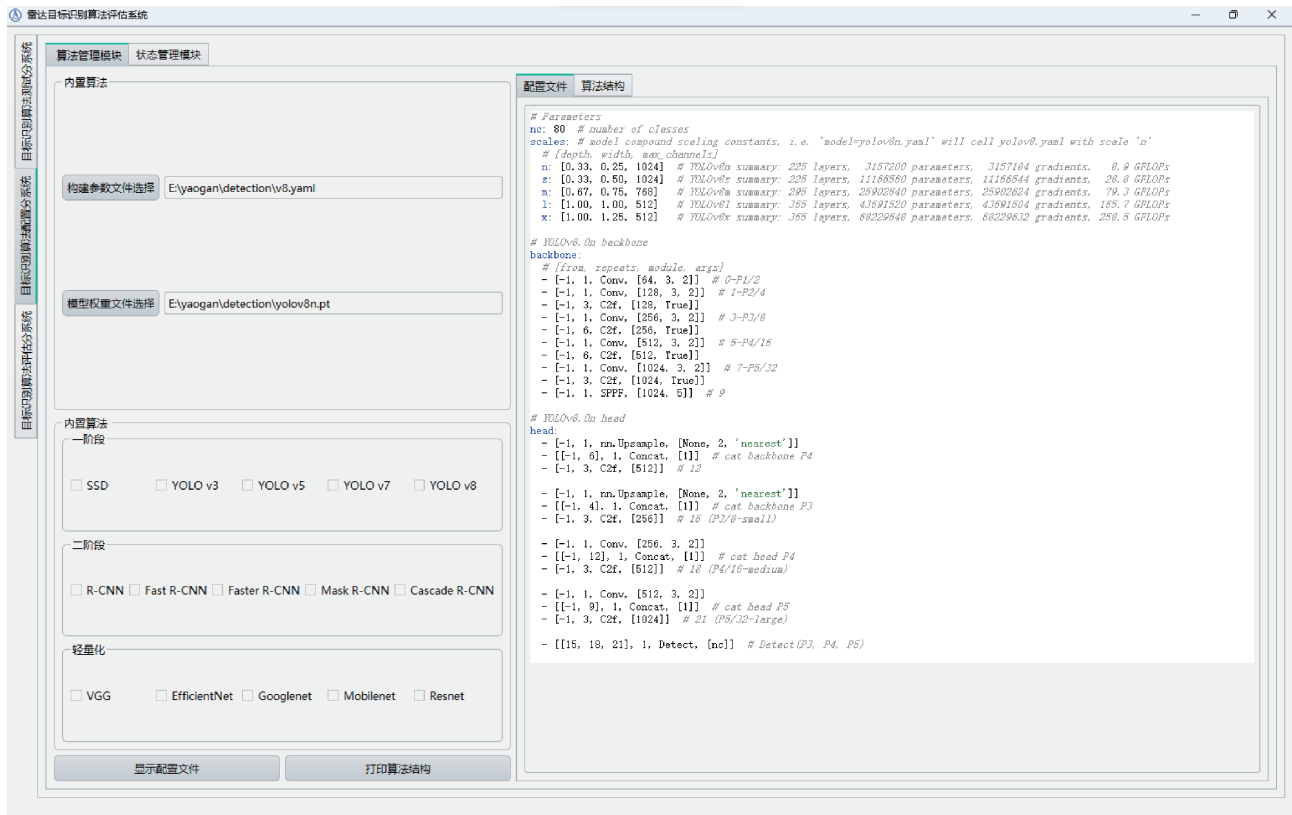 雷达目标识别算法评估系统
目标识别算法测试分系统
目标识别算法配置分系统
目标识别算法评估分系统
算法管理模块 状态管理模块
内置算法
构建参数文件选择 E:\yaogan\detection\v8.yaml
模型权重文件选择 E:\yaogan\detection\yolov8n.pt
内置算法
一阶段
SSD YOLO v3 YOLO v5 YOLO v7 YOLO v8
二阶段
R-CNN Fast R-CNN Faster R-CNN Mask R-CNN Cascade R-CNN
轻量化
VGG EfficientNet Googlenet Mobilenet Resnet
显示配置文件 打印算法结构
配置文件 算法结构
# Parameters
nc: 80 # number of classes
scales: # model compound scaling constants, i.e. 'model=yolov8n.yaml' will call yolov8.yaml with scale 'n'
# [depth, width, max_channels]
n: [0.33, 0.25, 1024] # YOLOv8n summary: 225 layers, 3157200 parameters, 3157184 gradients, 8.9 GFLOPs
s: [0.33, 0.50, 1024] # YOLOv8s summary: 225 layers, 11166560 parameters, 11166544 gradients, 28.8 GFLOPs
m: [0.67, 0.75, 768] # YOLOv8m summary: 295 layers, 25902640 parameters, 25902624 gradients, 79.3 GFLOPs
l: [1.00, 1.00, 512] # YOLOv8l summary: 365 layers, 43691520 parameters, 43691504 gradients, 165.7 GFLOPs
x: [1.00, 1.25, 512] # YOLOv8x summary: 365 layers, 68229648 parameters, 68229632 gradients, 258.5 GFLOPs
# YOLOv8.0n backbone
backbone:
# [from, repeats, module, args]
- [-1, 1, Conv, [64, 3, 2]] # 0-P1/2
- [-1, 1, Conv, [128, 3, 2]] # 1-P2/4
- [-1, 3, C2f, [128, True]]
- [-1, 1, Conv, [256, 3, 2]] # 3-P3/8
- [-1, 6, C2f, [256, True]]
- [-1, 1, Conv, [512, 3, 2]] # 5-P4/16
- [-1, 6, C2f, [512, True]]
- [-1, 1, Conv, [1024, 3, 2]] # 7-P5/32
- [-1, 3, C2f, [1024, True]]
- [-1, 1, SPPF, [1024, 5]] # 9
# YOLOv8.0n head
head:
- [-1, 1, nn.Upsample, [None, 2, 'nearest']]
- [[-1, 6], 1, Concat, [1]] # cat backbone P4
- [-1, 3, C2f, [512]] # 12
- [-1, 1, nn.Upsample, [None, 2, 'nearest']]
- [[-1, 4], 1, Concat, [1]] # cat backbone P3
- [-1, 3, C2f, [256]] # 15 (P3/8-small)
- [-1, 1, Conv, [256, 3, 2]]
- [[-1, 12], 1, Concat, [1]] # cat head P4
- [-1, 3, C2f, [512]] # 18 (P4/16-medium)
- [-1, 1, Conv, [512, 3, 2]]
- [[-1, 9], 1, Concat, [1]] # cat head P5
- [-1, 3, C2f, [1024]] # 21 (P5/32-large)
- [[15, 18, 21], 1, Detect, [nc]] # Detect(P3, P4, P5)